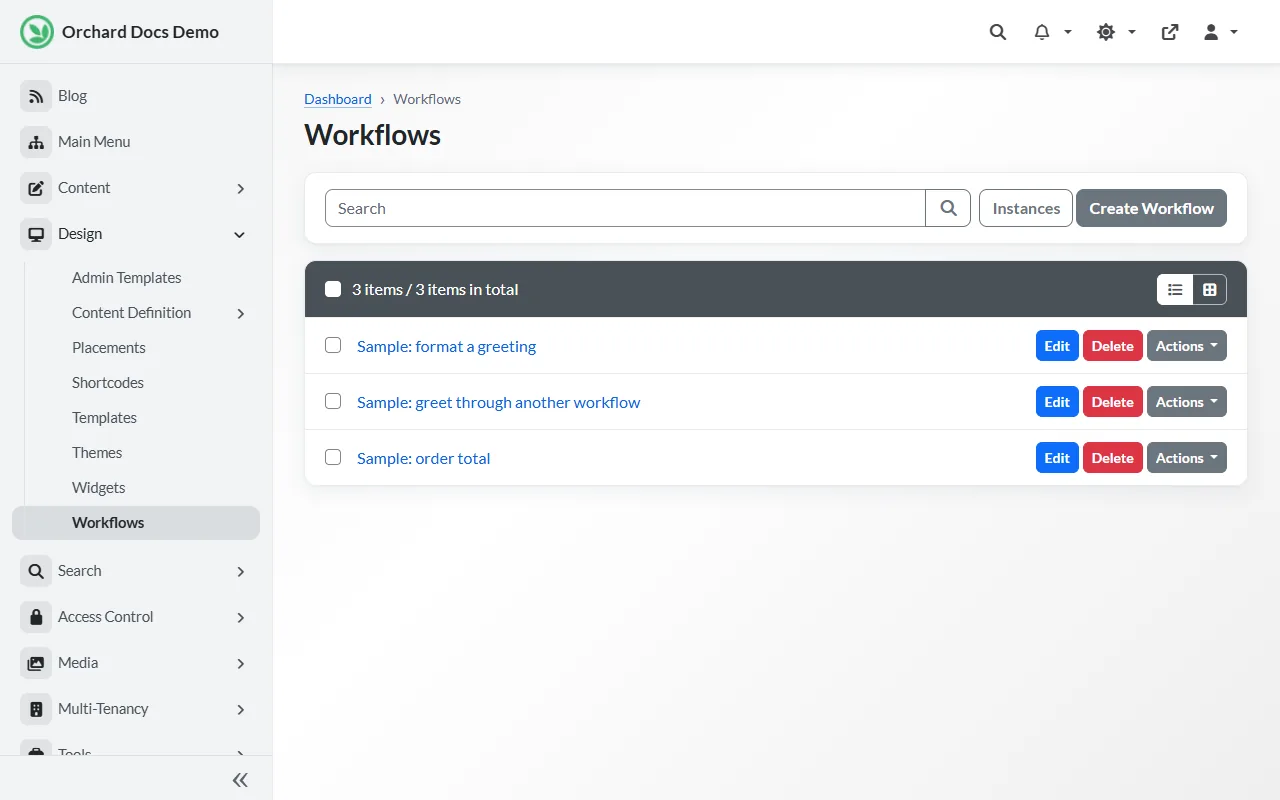 Orchard Docs Demo
Blog
Main Menu
Content
Design
Admin Templates
Content Definition
Placements
Shortcodes
Templates
Themes
Widgets
Workflows
Search
Access Control
Media
Multi-Tenancy
Tools
Dashboard › Workflows
Workflows
Search
Instances
Create Workflow
3 items / 3 items in total
Sample: format a greeting
Edit
Delete
Actions
Sample: greet through another workflow
Edit
Delete
Actions
Sample: order total
Edit
Delete
Actions